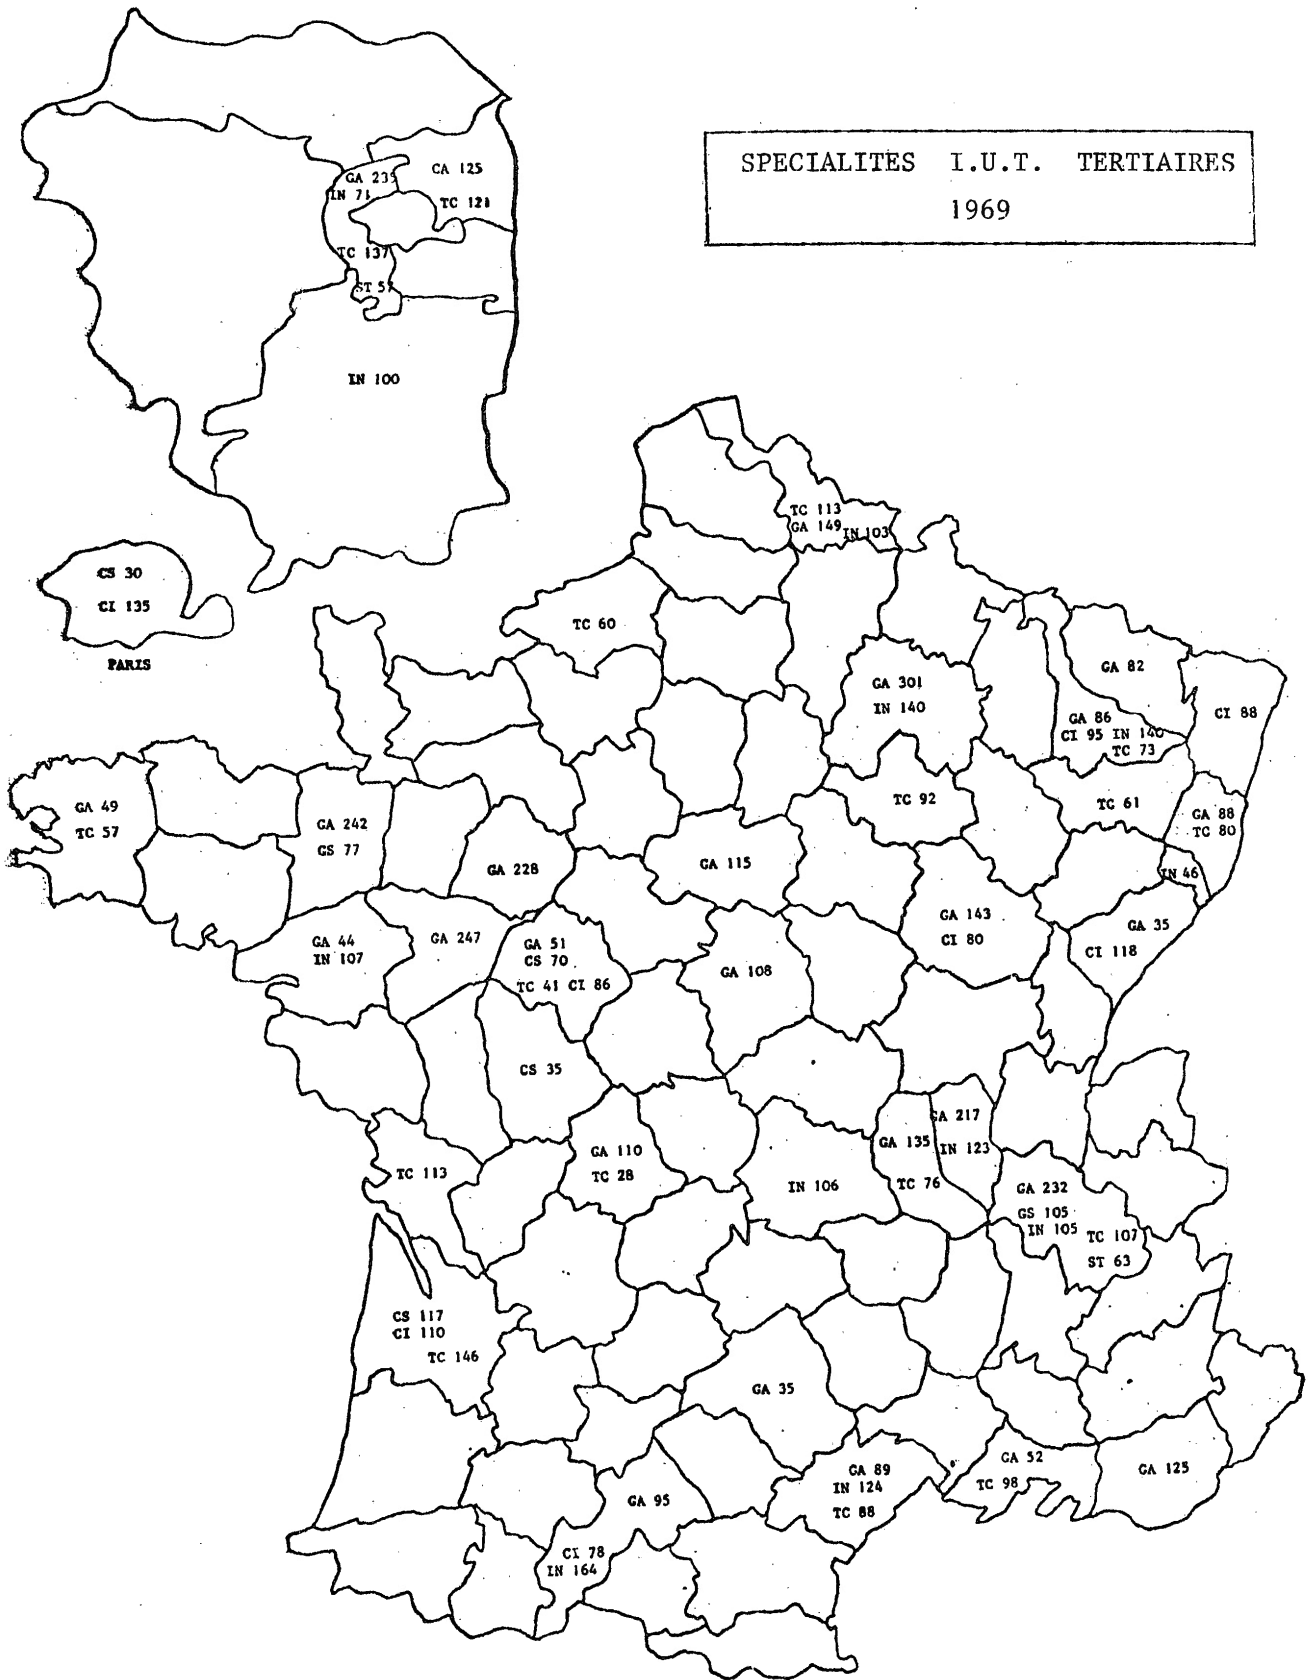 SPECIALITES I.U.T. TERTIAIRES
1969
GA 239
IN 71
CA 125
TC 121
TC 137
ST 57
IN 100
CS 30
CI 135
PARIS
TC 113
GA 149
IN 103
TC 60
GA 301
IN 140
GA 82
CI 88
GA 86
CI 95 IN 140
TC 73
GA 49
TC 57
GA 242
GS 77
GA 228
GA 115
TC 92
TC 61
GA 88
TC 80
IN 46
GA 44
IN 107
GA 247
GA 51
CS 70
TC 41 CI 86
GA 108
GA 143
CI 80
GA 35
CI 118
CS 35
TC 113
GA 110
TC 28
IN 106
GA 135
TC 76
GA 217
IN 123
GA 232
GS 105
IN 105
TC 107
ST 63
CS 117
CI 110
TC 146
GA 35
GA 95
CI 78
IN 164
GA 89
IN 124
TC 88
GA 52
TC 98
GA 125